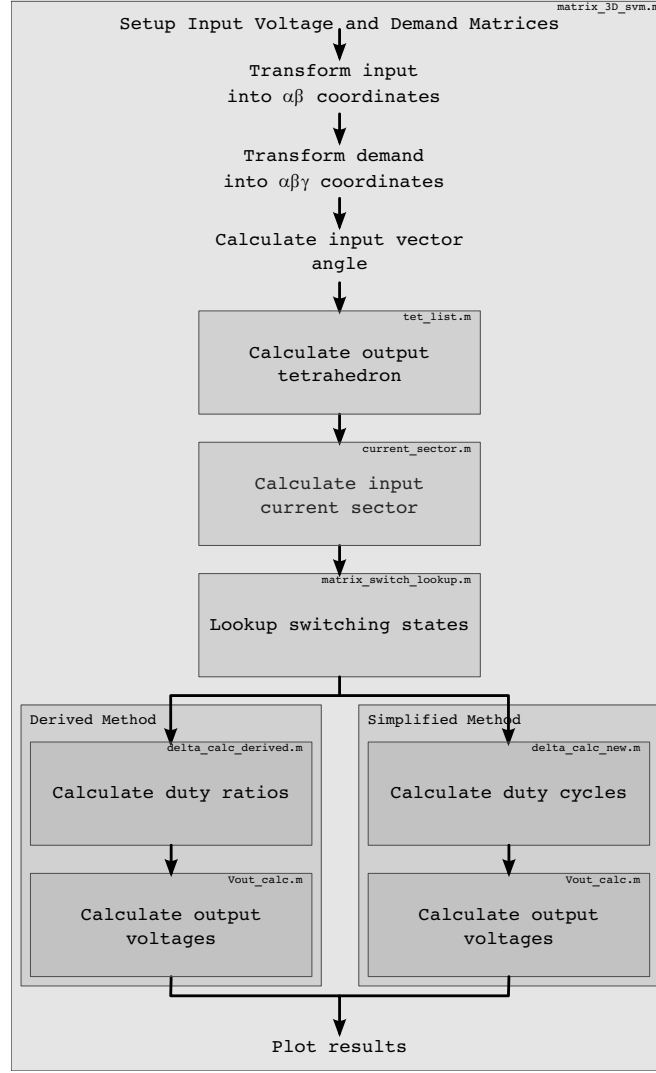 matrix_3D_svm.m
Setup Input Voltage and Demand Matrices
Transform input
into αβ coordinates
Transform demand
into αβγ coordinates
Calculate input vector
angle
tet_list.m
Calculate output
tetrahedron
current_sector.m
Calculate input
current sector
matrix_switch_lookup.m
Lookup switching states
Derived Method
delta_calc_derived.m
Calculate duty ratios
Vout_calc.m
Calculate output
voltages
Simplified Method
delta_calc_new.m
Calculate duty cycles
Vout_calc.m
Calculate output
voltages
Plot results